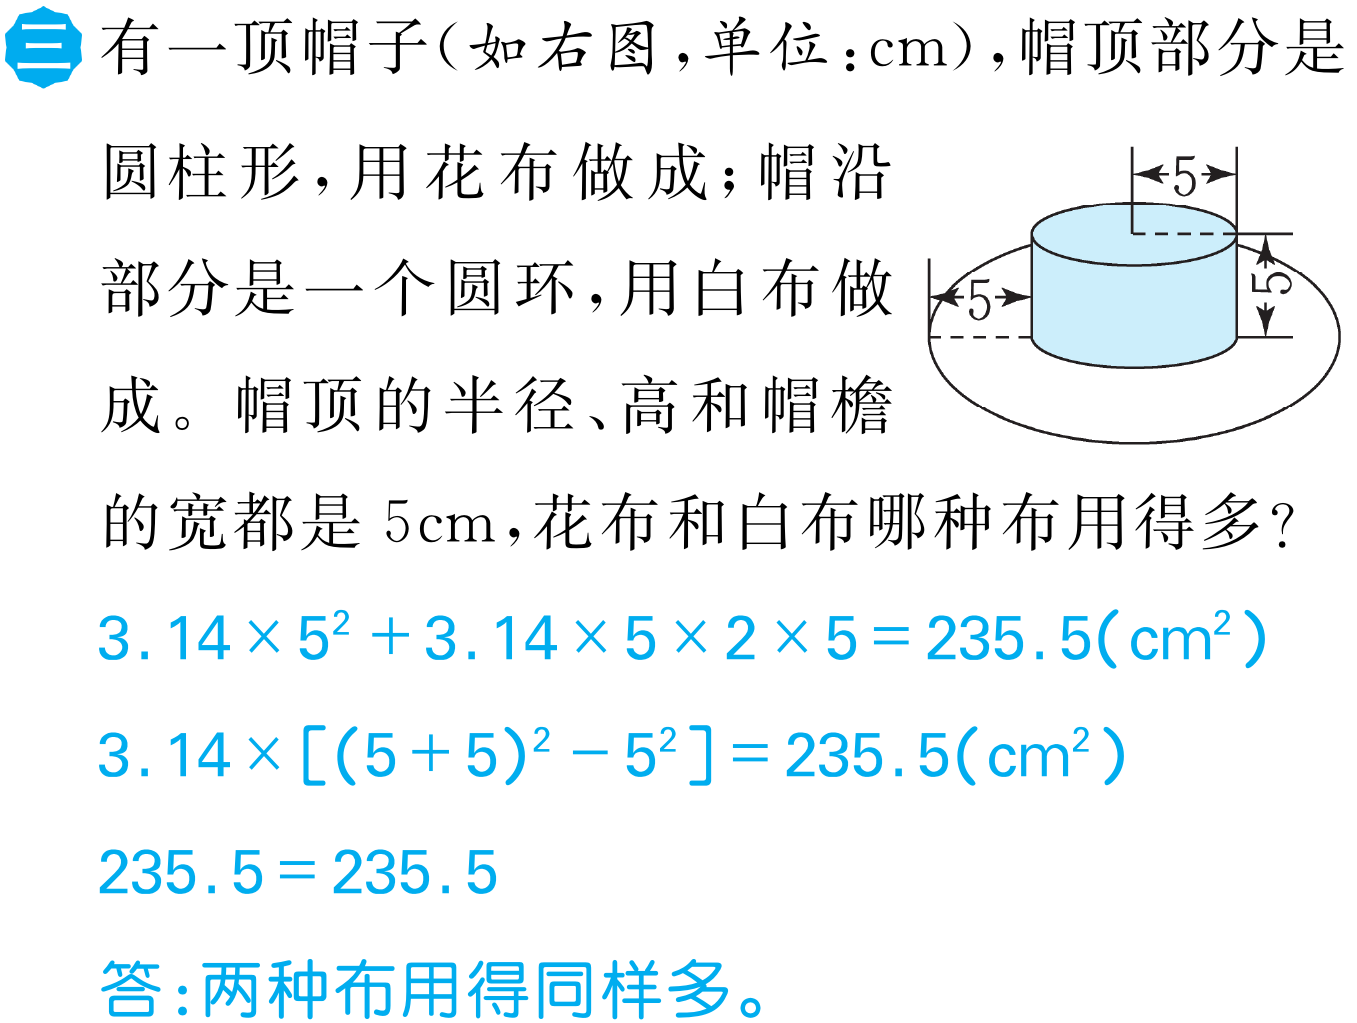 三 有一顶帽子(如右图,单位:cm),帽顶部分是
圆柱形,用花布做成;帽沿
部分是一个圆环,用白布做
成。帽顶的半径、高和帽檐
的宽都是 5cm,花布和白布哪种布用得多?
5
5
5
3.14×5²+3.14×5×2×5=235.5(cm²)
3.14×[(5+5)²-5²]=235.5(cm²)
235.5=235.5
答:两种布用得同样多。